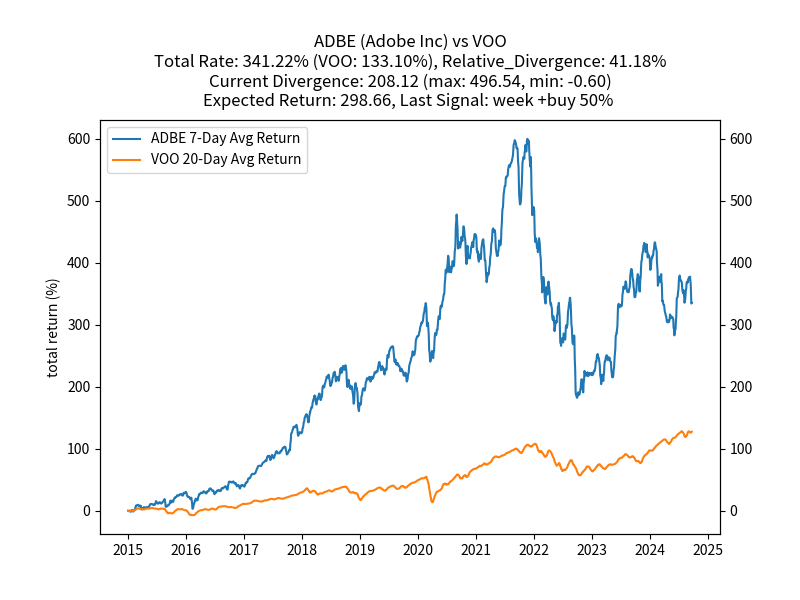 ADBE (Adobe Inc) vs VOO
Total Rate: 341.22% (VOO: 133.10%), Relative_Divergence: 41.18%
Current Divergence: 208.12 (max: 496.54, min: -0.60)
Expected Return: 298.66, Last Signal: week +buy 50%
ADBE 7-Day Avg Return
VOO 20-Day Avg Return
total return (%)
600
500
400
300
200
100
0
600
500
400
300
200
100
0
2015 2016 2017 2018 2019 2020 2021 2022 2023 2024 2025